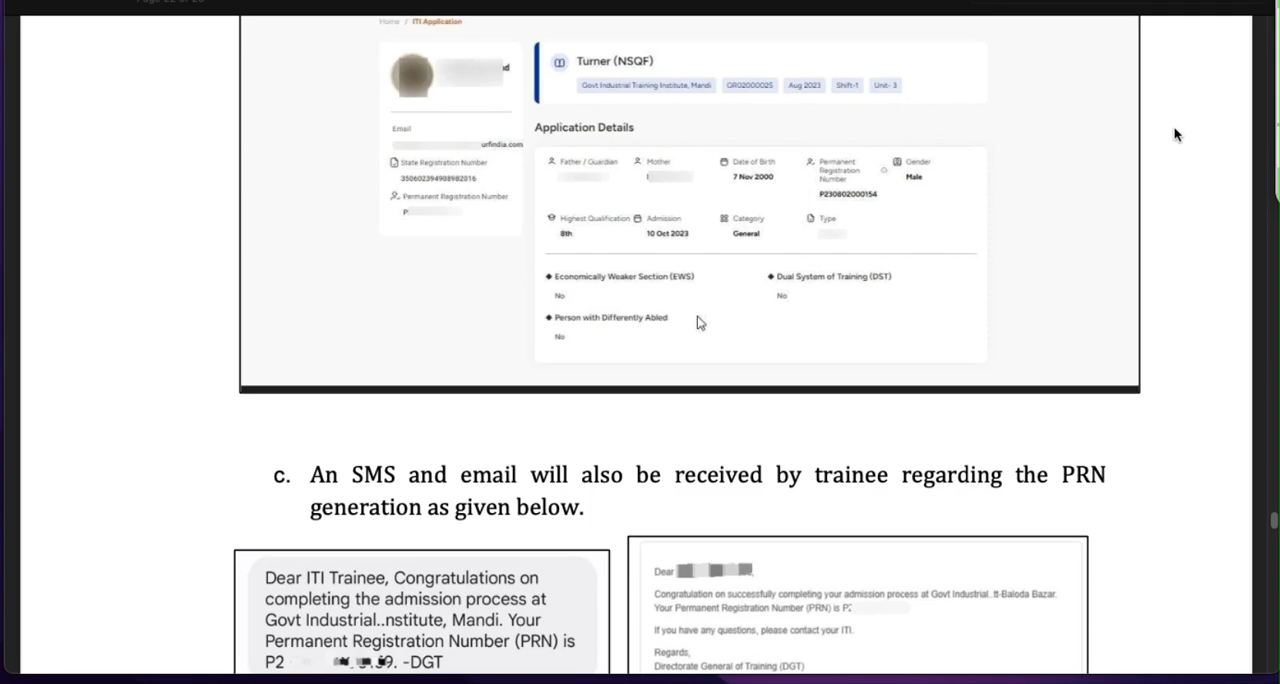 Home / ITI Application
Turner (NSQF)
Govt Industrial Training Institute, Mandi GR02000025 Aug 2023 Shift-1 Unit- 3
Email
urfindia.com
State Registration Number
350602394908982016
Permanent Registration Number
P
Application Details
Father / Guardian Mother Date of Birth Permanent Registration Number Gender
7 Nov 2000 P230802000154 Male
Highest Qualification Admission Category Type
8th 10 Oct 2023 General
Economically Weaker Section (EWS) Dual System of Training (DST)
No No
Person with Differently Abled
No
c. An SMS and email will also be received by trainee regarding the PRN
generation as given below.
Dear ITI Trainee, Congratulations on
completing the admission process at
Govt Industrial..nstitute, Mandi. Your
Permanent Registration Number (PRN) is
P2 9. -DGT
Dear
Congratulation on successfully completing your admission process at Govt Industrial..tt-Baloda Bazar.
Your Permanent Registration Number (PRN) is P
If you have any questions, please contact your ITI.
Regards,
Directorate General of Training (DGT)